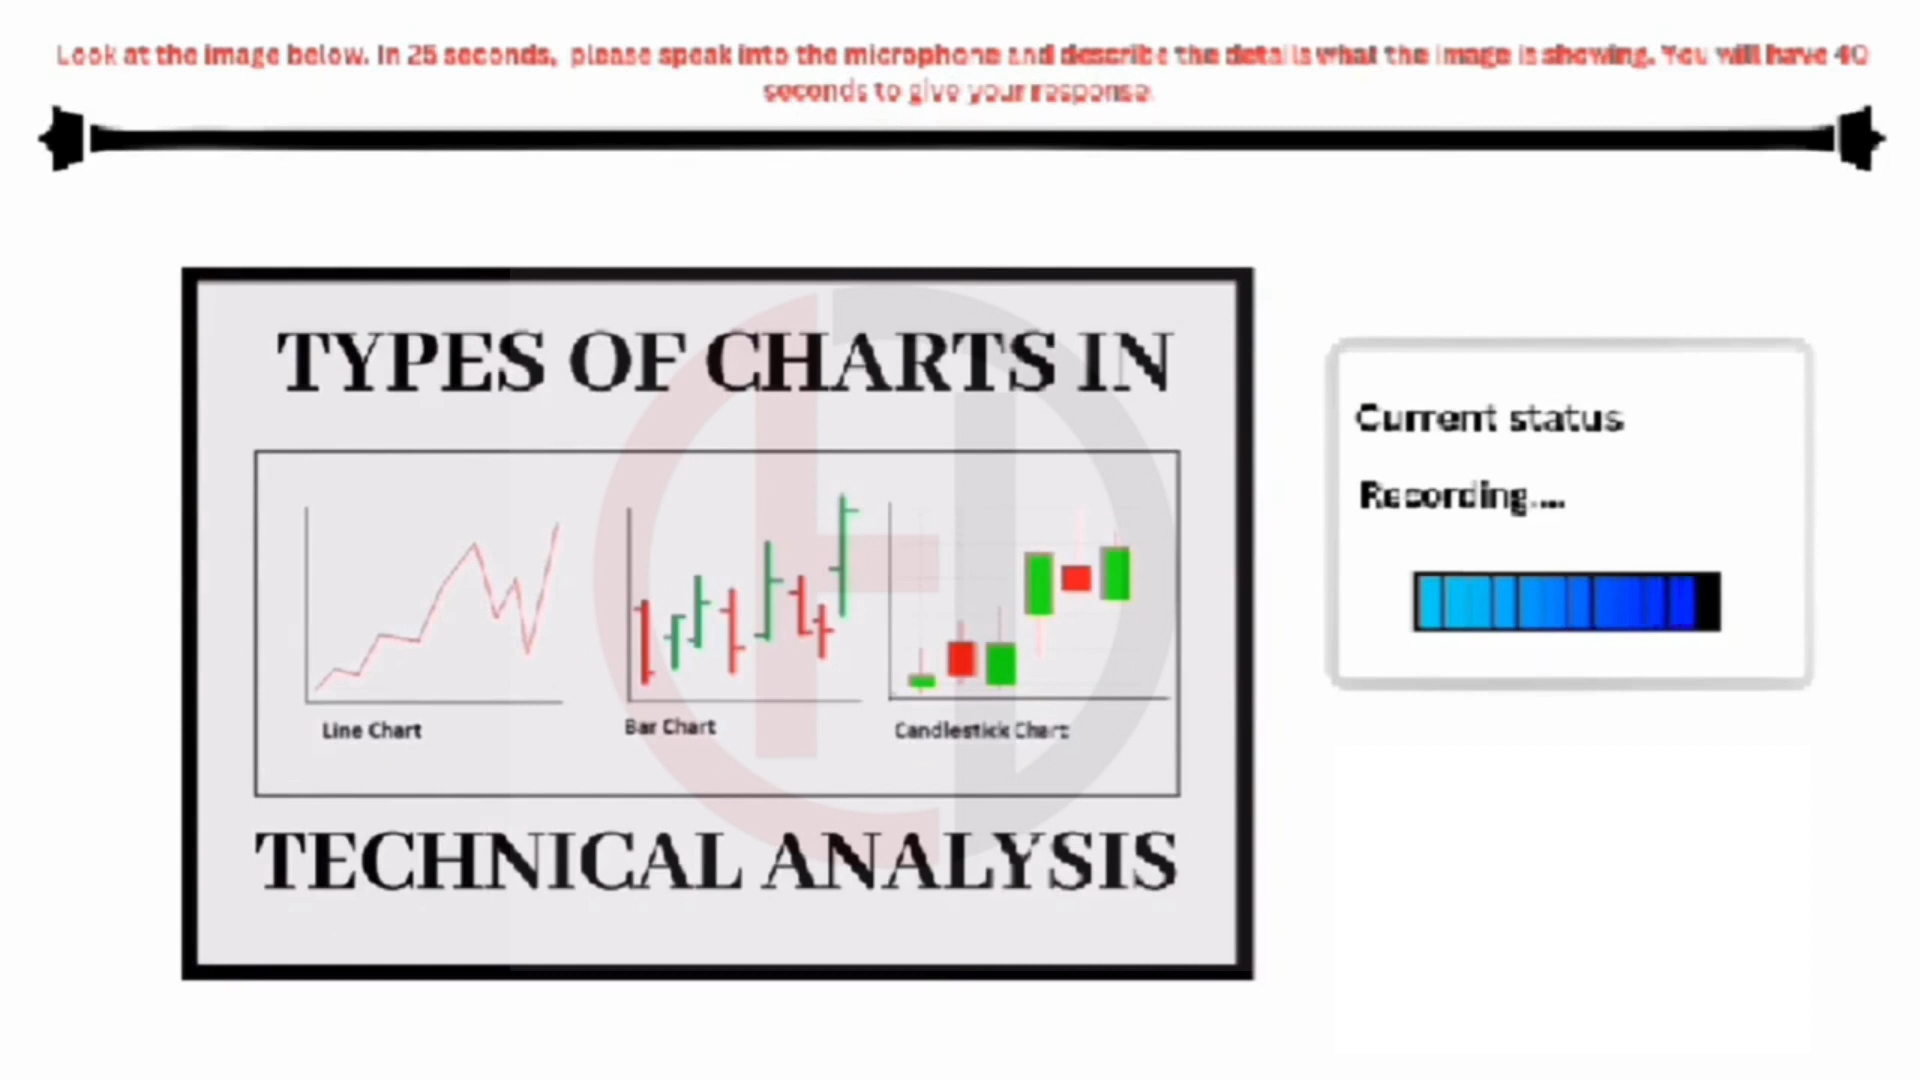 Look at the image below. In 25 seconds, please speak into the microphone and describe the details what the image is showing. You will have 40
seconds to give your response.
TYPES OF CHARTS IN
Line Chart
Bar Chart
Candlestick Chart
TECHNICAL ANALYSIS
Current status
Recording....